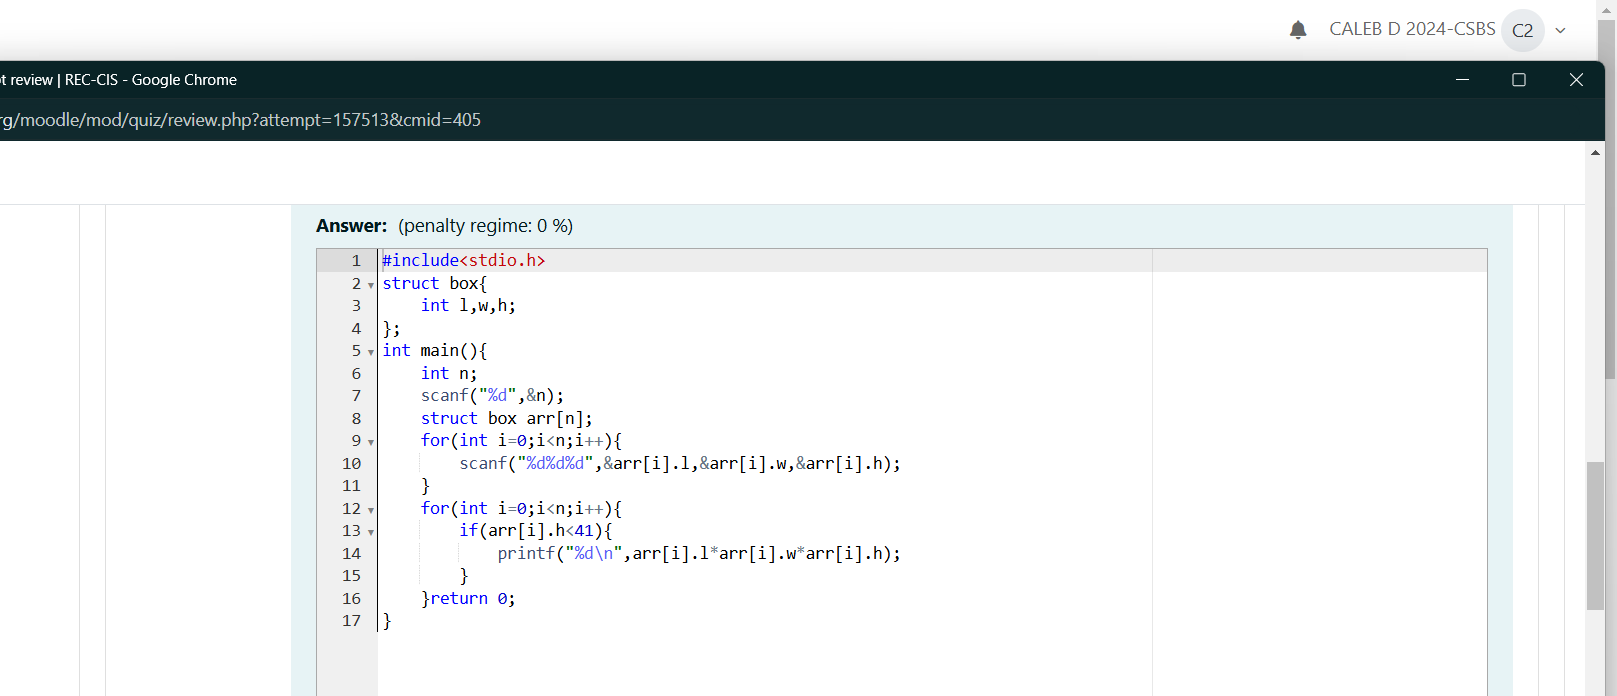 CALEB D 2024-CSBS C2
t review | REC-CIS - Google Chrome
rg/moodle/mod/quiz/review.php?attempt=157513&cmid=405
Answer: (penalty regime: 0 %)
1 #include<stdio.h>
2 struct box{
3     int l,w,h;
4 };
5 int main(){
6     int n;
7     scanf("%d",&n);
8     struct box arr[n];
9     for(int i=0;i<n;i++){
10         scanf("%d%d%d",&arr[i].l,&arr[i].w,&arr[i].h);
11     }
12     for(int i=0;i<n;i++){
13         if(arr[i].h<41){
14             printf("%d\n",arr[i].l*arr[i].w*arr[i].h);
15         }
16     }return 0;
17 }